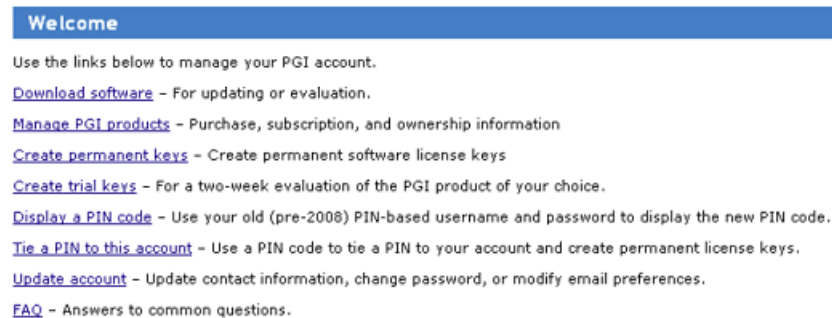 Welcome
Use the links below to manage your PGI account.
Download software – For updating or evaluation.
Manage PGI products – Purchase, subscription, and ownership information
Create permanent keys – Create permanent software license keys
Create trial keys – For a two-week evaluation of the PGI product of your choice.
Display a PIN code – Use your old (pre-2008) PIN-based username and password to display the new PIN code.
Tie a PIN to this account – Use a PIN code to tie a PIN to your account and create permanent license keys.
Update account – Update contact information, change password, or modify email preferences.
FAQ – Answers to common questions.